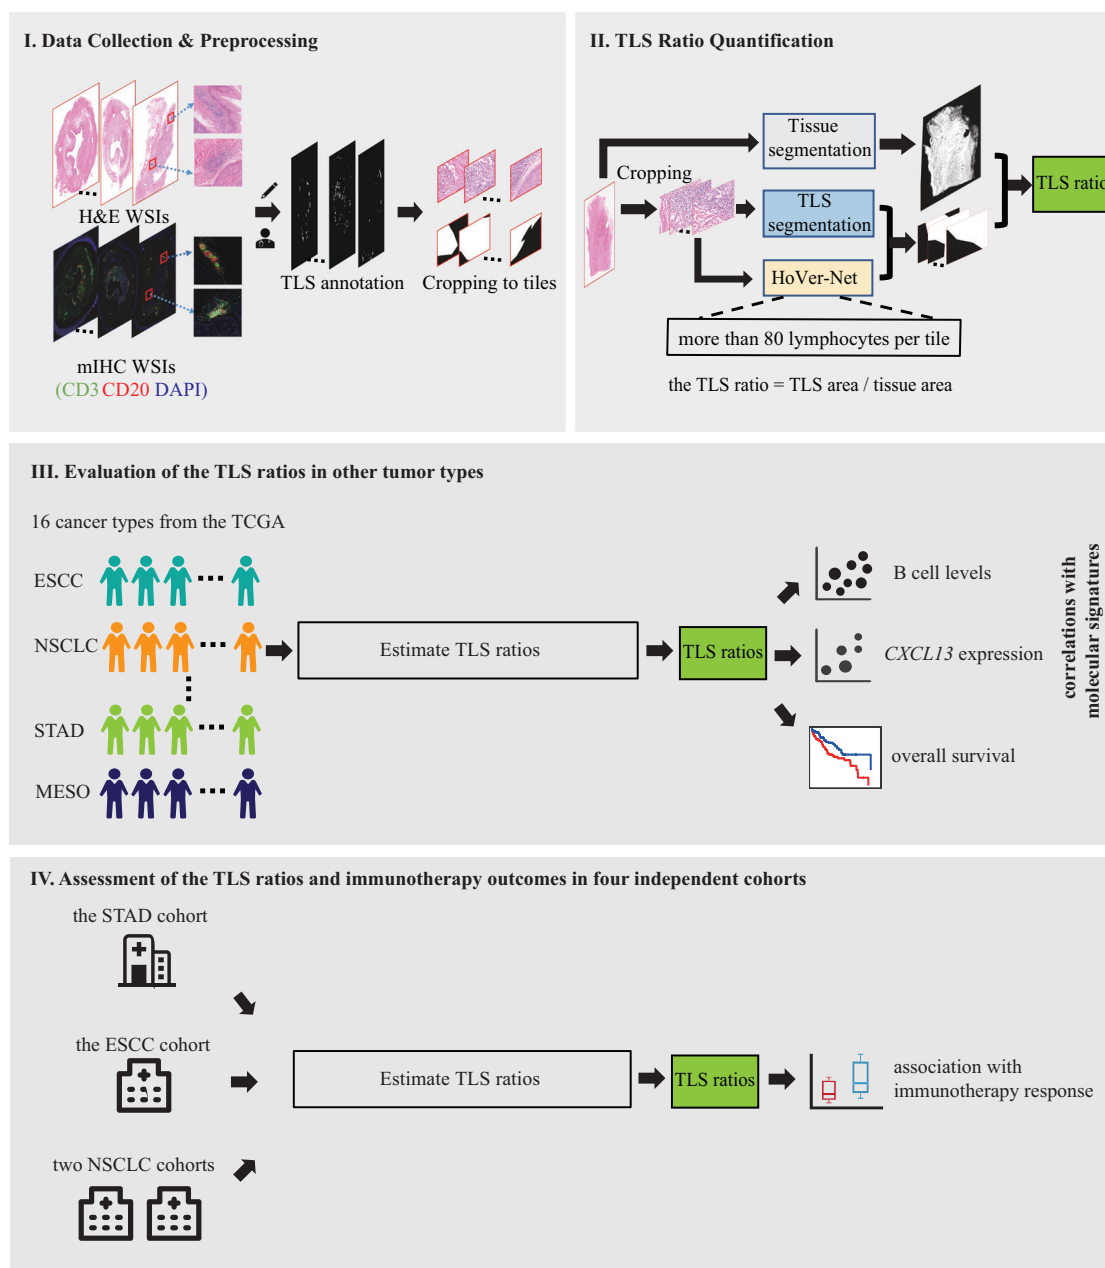 I. Data Collection & Preprocessing
H&E WSIs
mIHC WSIs
(CD3 CD20 DAPI)
TLS annotation
Cropping to tiles
II. TLS Ratio Quantification
Cropping
Tissue
segmentation
TLS
segmentation
HoVer-Net
more than 80 lymphocytes per tile
the TLS ratio = TLS area / tissue area
TLS ratio
III. Evaluation of the TLS ratios in other tumor types
16 cancer types from the TCGA
ESCC
NSCLC
STAD
MESO
Estimate TLS ratios
TLS ratios
B cell levels
CXCL13 expression
overall survival
correlations with
molecular signatures
IV. Assessment of the TLS ratios and immunotherapy outcomes in four independent cohorts
the STAD cohort
the ESCC cohort
two NSCLC cohorts
Estimate TLS ratios
TLS ratios
association with
immunotherapy response